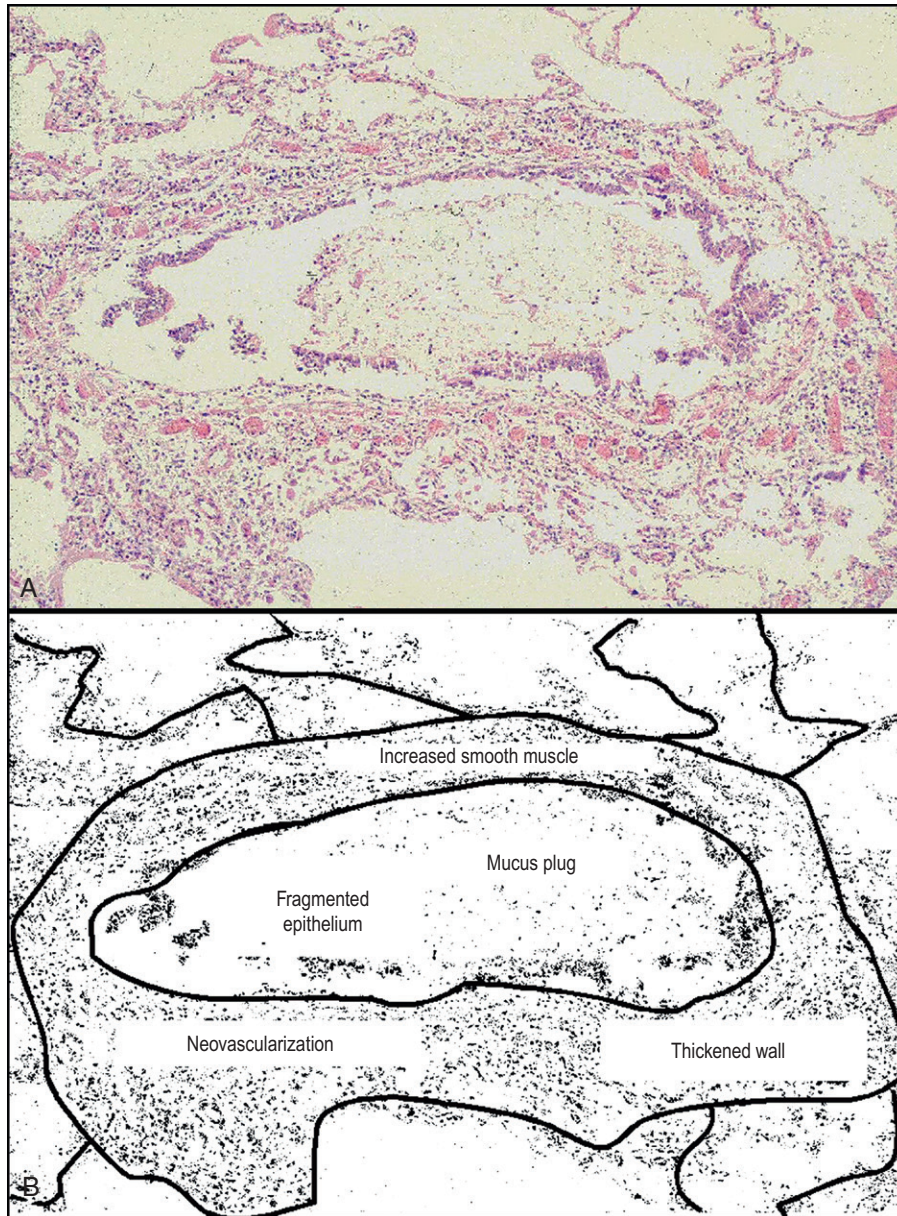 A
Increased smooth muscle
Mucus plug
Fragmented
epithelium
Neovascularization
Thickened wall
B